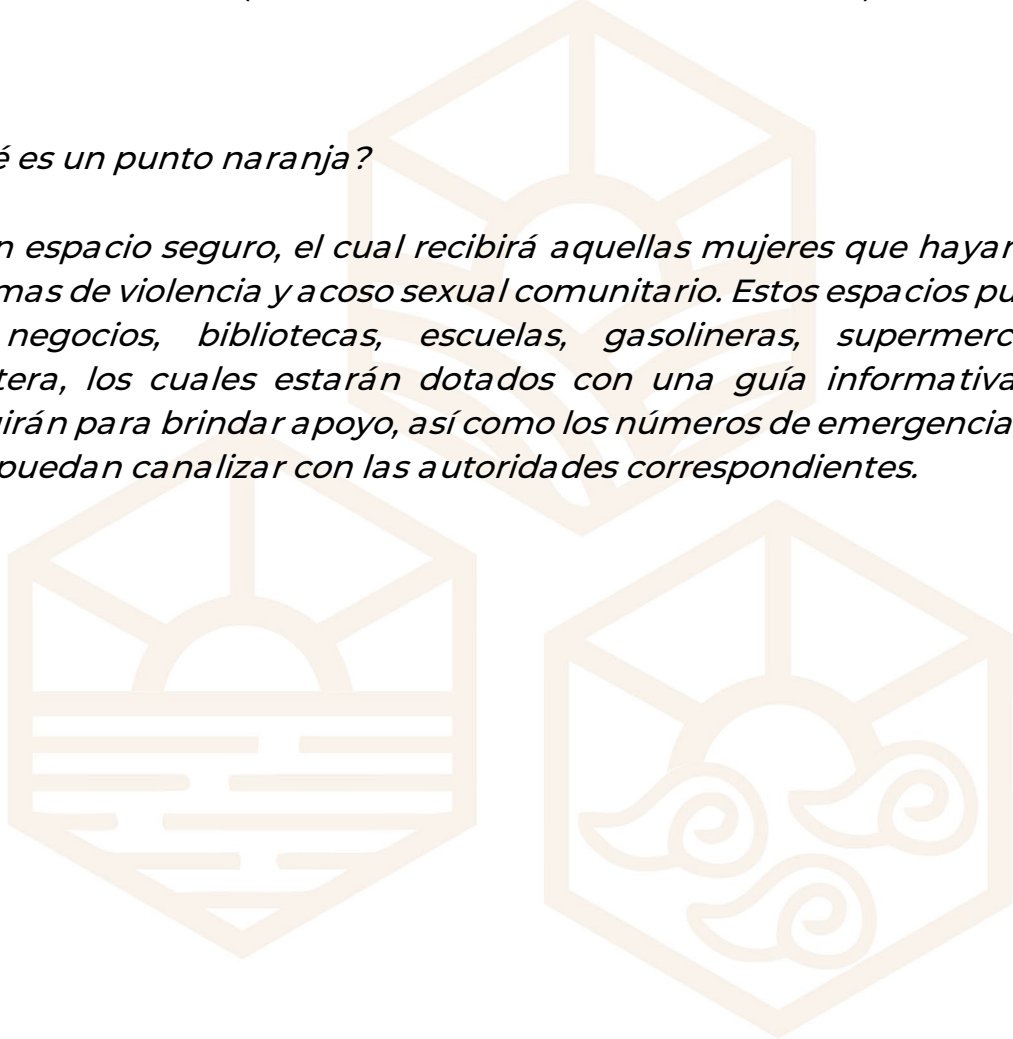 é es un punto naranja?
n espacio seguro, el cual recibirá aquellas mujeres que hayan
mas de violencia y acoso sexual comunitario. Estos espacios pu
negocios, bibliotecas, escuelas, gasolineras, supermerc
tera, los cuales estarán dotados con una guía informativa
uirán para brindar apoyo, así como los números de emergencia
puedan canalizar con las autoridades correspondientes.